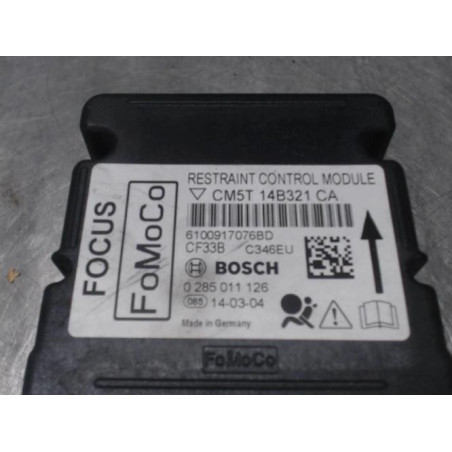 FOCUS
FoMoCo
RESTRAINT CONTROL MODULE
CM5T 14B321 CA
6100917076BD
CF33B C346EU
BOSCH
0 285 011 126
085 14-03-04
Made in Germany
FoMoCo